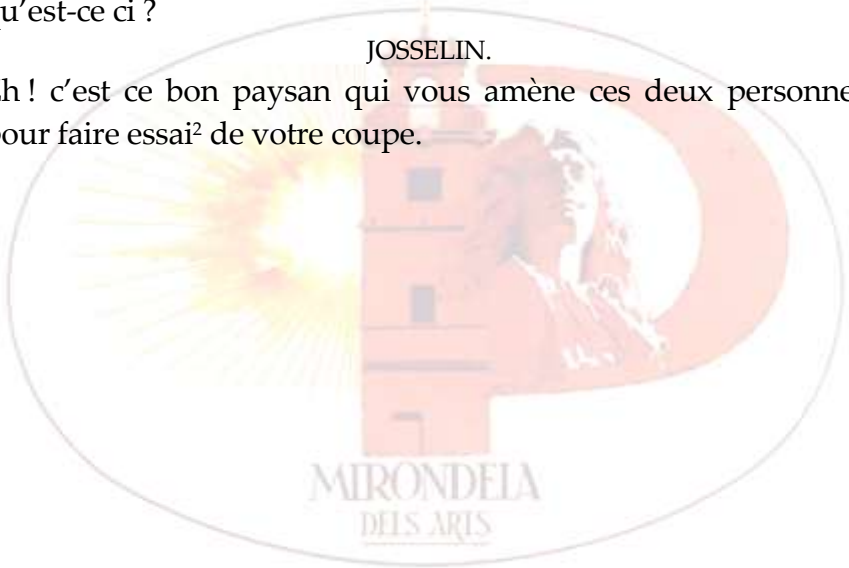 u’est-ce ci ?
JOSSELIN.
h ! c’est ce bon paysan qui vous amène ces deux personne
our faire essai² de votre coupe.
MIRONDELA
DELS ARTS